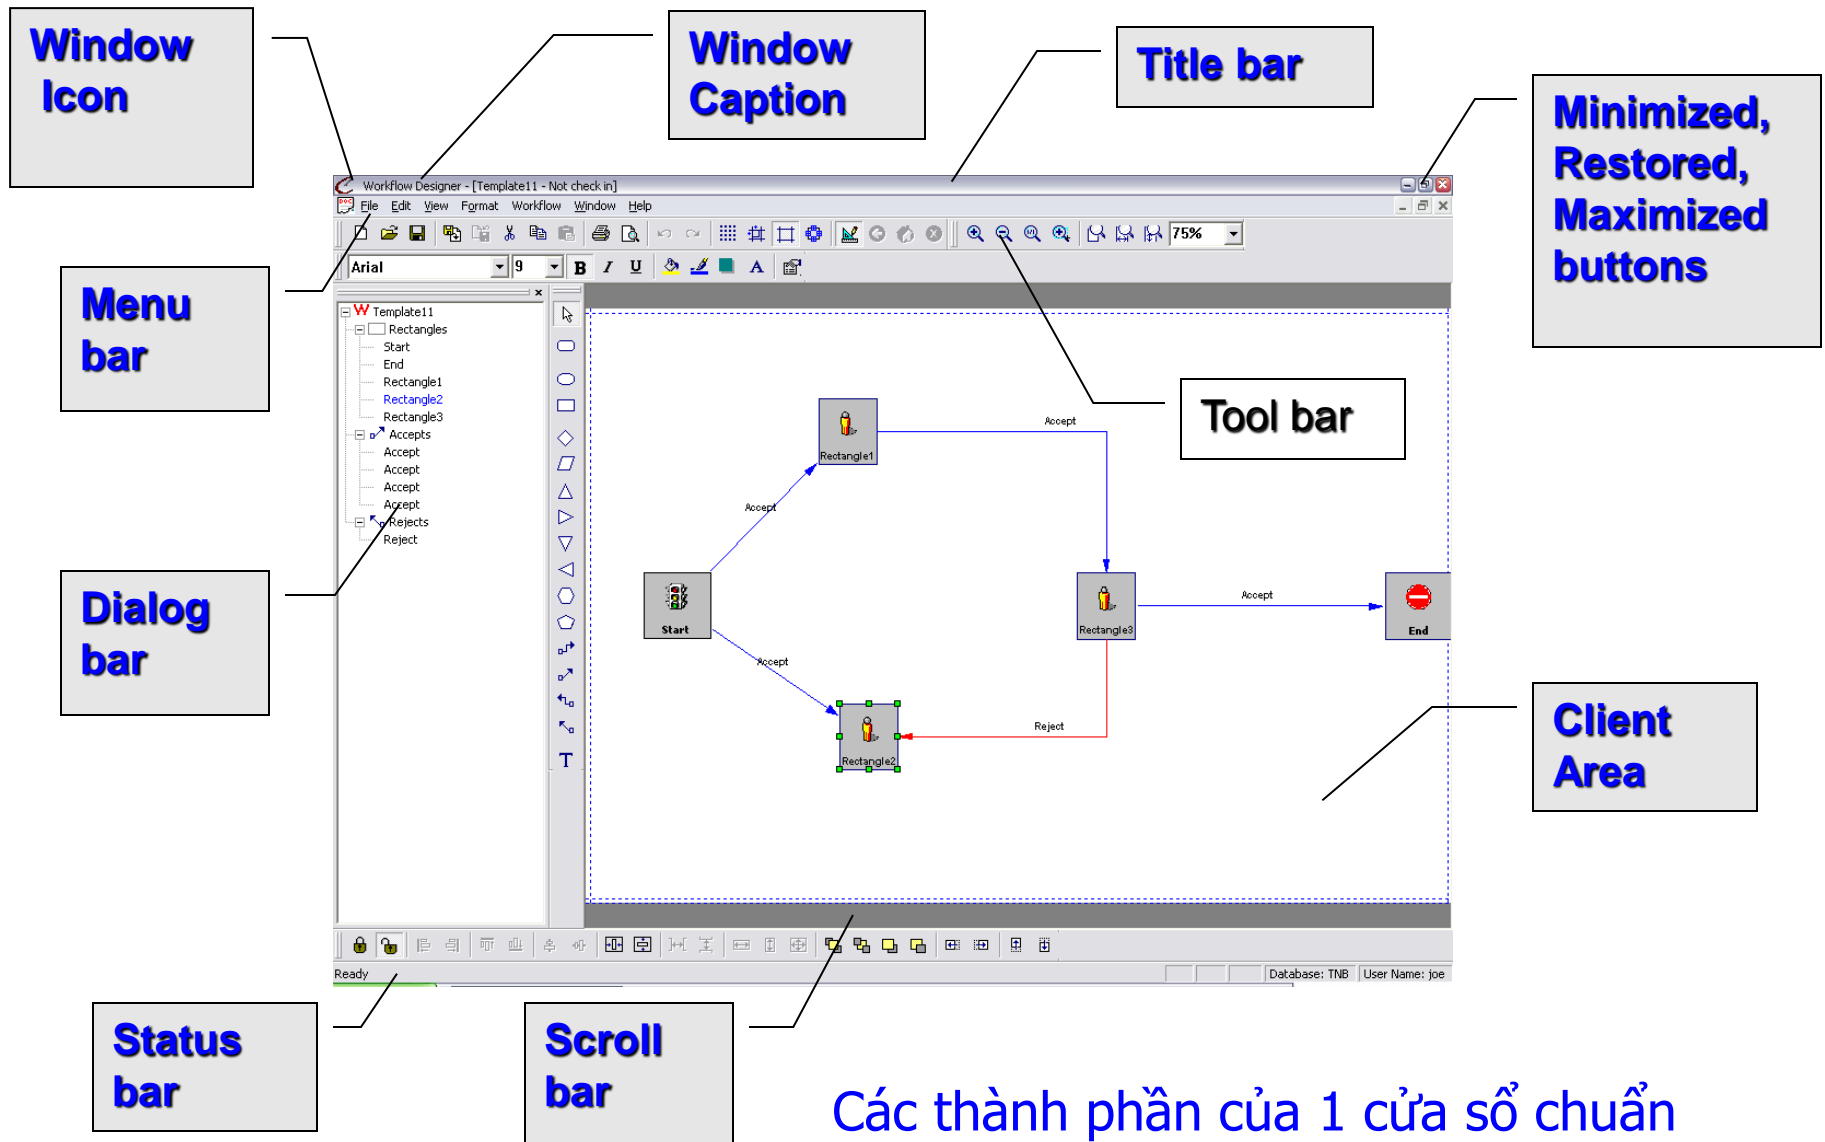 Window
Icon
Window
Caption
Title bar
Minimized,
Restored,
Maximized
buttons
Workflow Designer - [Template11 - Not check in]
File Edit View Format Workflow Window Help
75%
Arial 9 B I U A
Menu
bar
Template11
Rectangles
Start
End
Rectangle1
Rectangle2
Rectangle3
Accepts
Accept
Accept
Accept
Accept
Rejects
Reject
T
Tool bar
Rectangle1
Accept
Accept
Start
Accept
Rectangle3
Accept
End
Rectangle2
Reject
Dialog
bar
Client
Area
Ready
Database: TNB User Name: joe
Status
bar
Scroll
bar
Các thành phần của 1 cửa sổ chuẩn